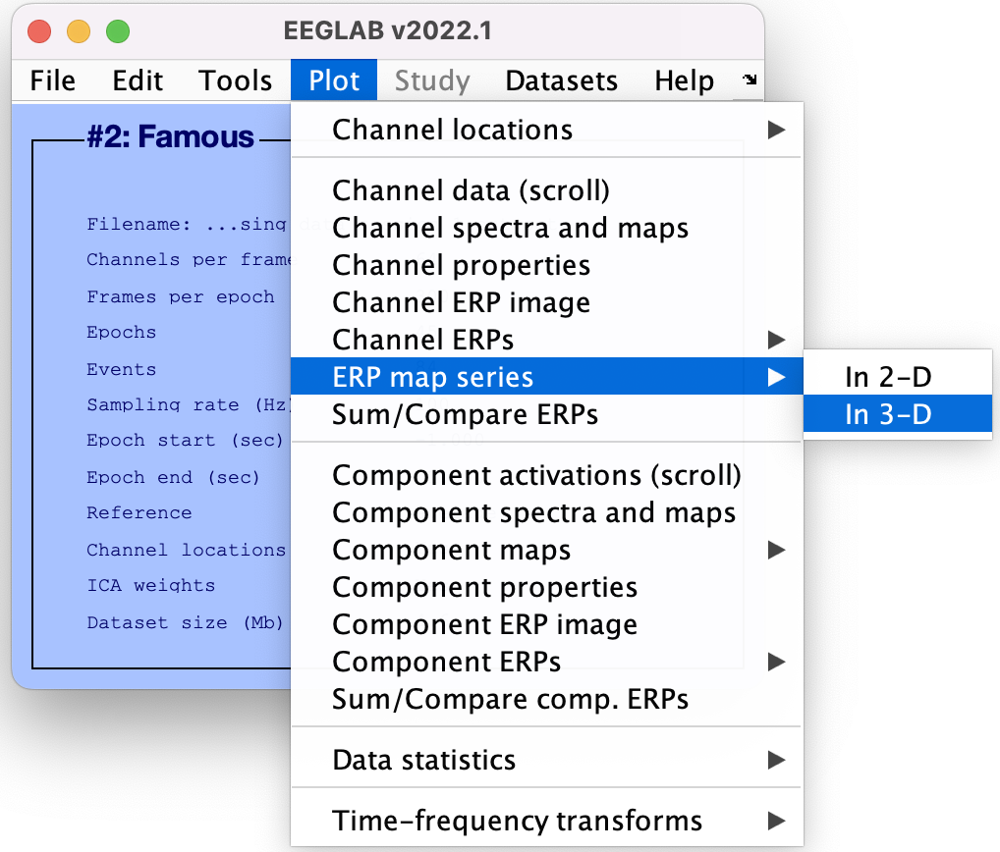 EEGLAB v2022.1
File Edit Tools Plot Study Datasets Help
#2: Famous
Filename: ...sing
Channels per frame
Frames per epoch
Epochs
Events
Sampling rate (Hz)
Epoch start (sec)
Epoch end (sec)
Reference
Channel locations
ICA weights
Dataset size (Mb)
Channel locations
Channel data (scroll)
Channel spectra and maps
Channel properties
Channel ERP image
Channel ERPs
ERP map series
Sum/Compare ERPs
Component activations (scroll)
Component spectra and maps
Component maps
Component properties
Component ERP image
Component ERPs
Sum/Compare comp. ERPs
Data statistics
Time-frequency transforms
In 2-D
In 3-D